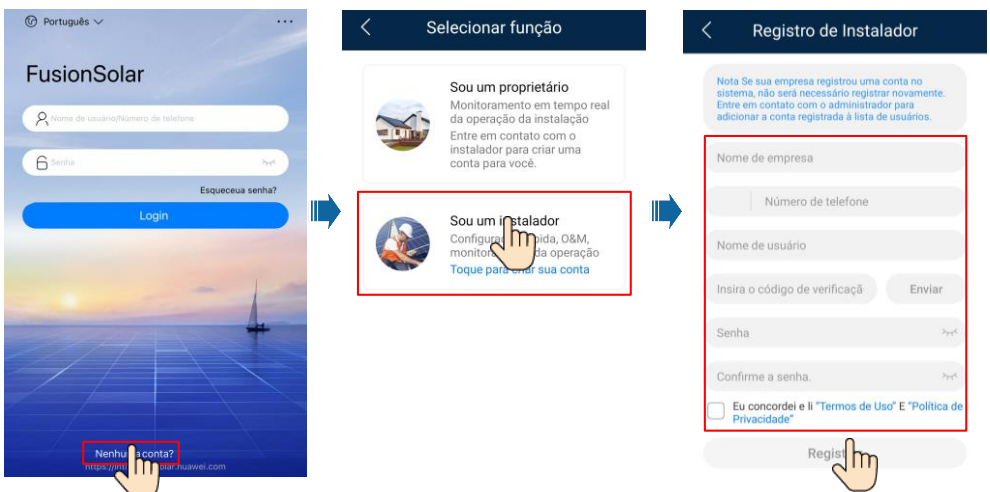 Português
FusionSolar
Nome de usuário/Número de telefone
Senha
Esqueceua senha?
Login
conta?
Selecionar função
Sou um proprietário
Monitoramento em tempo real
da operação da instalação
Entre em contato com o
instalador para criar uma
conta para você.
Sou um
O&M,
da operação
Toque para sua conta
Registro de Instalador
Nota Se sua empresa registrou uma conta no
sistema, não será necessário registrar novamente.
Entre em contato com o administrador para
adicionar a conta registrada à lista de
usuários.
Nome de empresa
Número de telefone
Nome de usuário
Insira o código de verificaçã
Enviar
Senha
Confirme a senha.
Eu concordei e li "Termos de Uso" E "Política de
Privacidade"